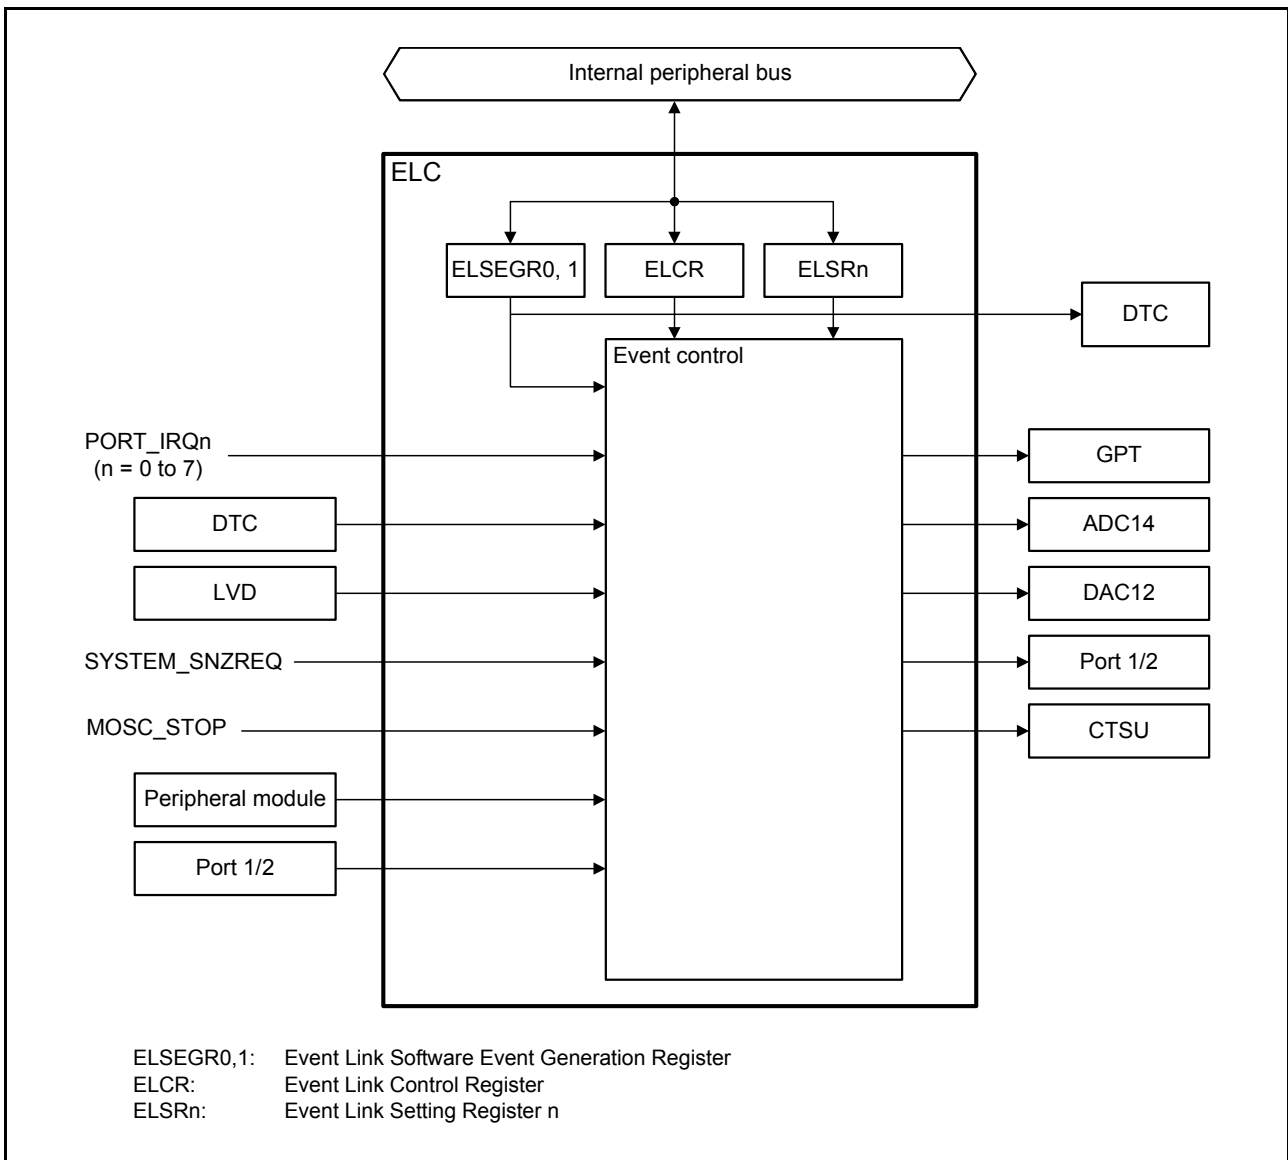 Internal peripheral bus
ELC
ELSEGR0, 1
ELCR
ELSRn
DTC
Event control
PORT_IRQn
(n = 0 to 7)
GPT
DTC
ADC14
LVD
DAC12
SYSTEM_SNZREQ
Port 1/2
MOSC_STOP
CTSU
Peripheral module
Port 1/2
ELSEGR0,1: Event Link Software Event Generation Register
ELCR: Event Link Control Register
ELSRn: Event Link Setting Register n